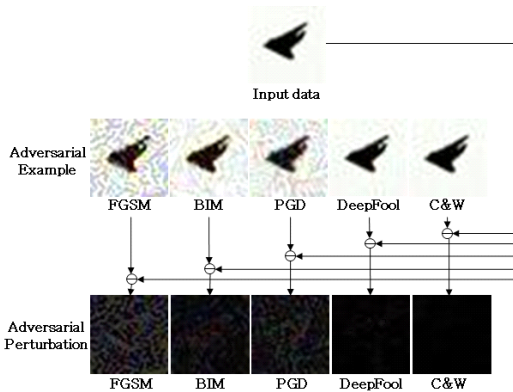 Input data
Adversarial
Example
FGSM BIM PGD DeepFool C&W
Adversarial
Perturbation
FGSM BIM PGD DeepFool C&W